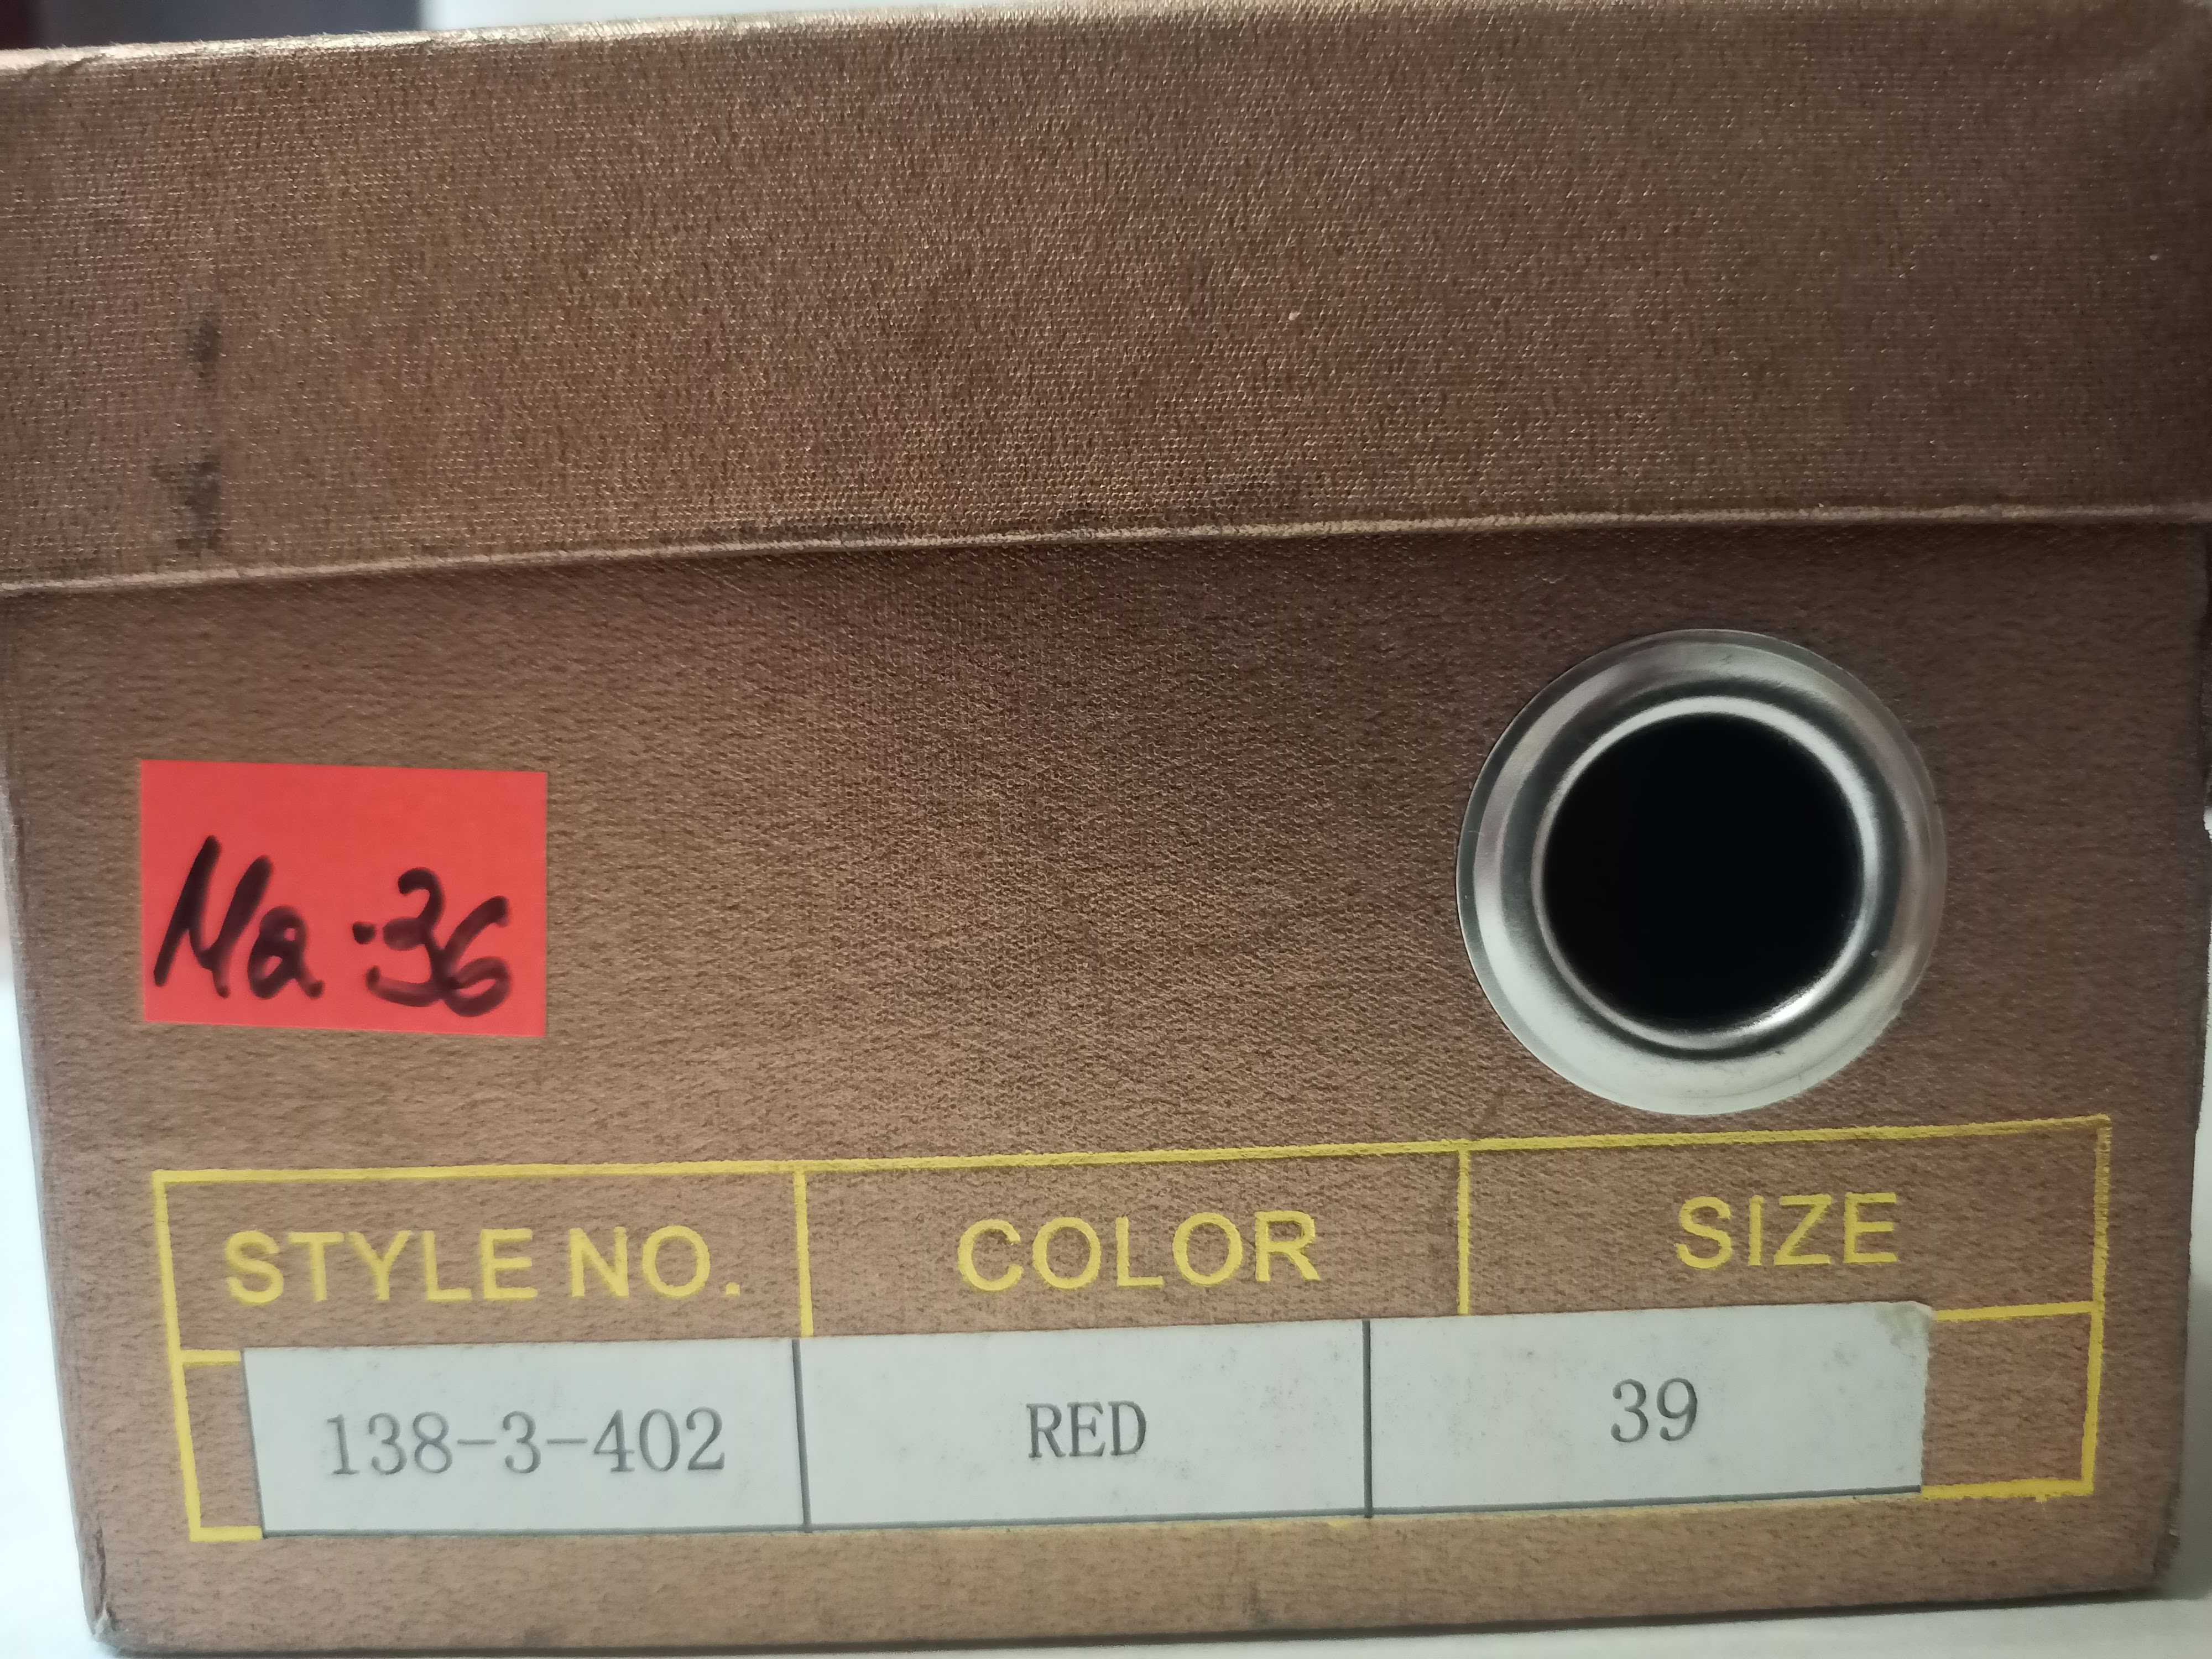 Ma.36
STYLE NO. COLOR SIZE
138-3-402 RED 39